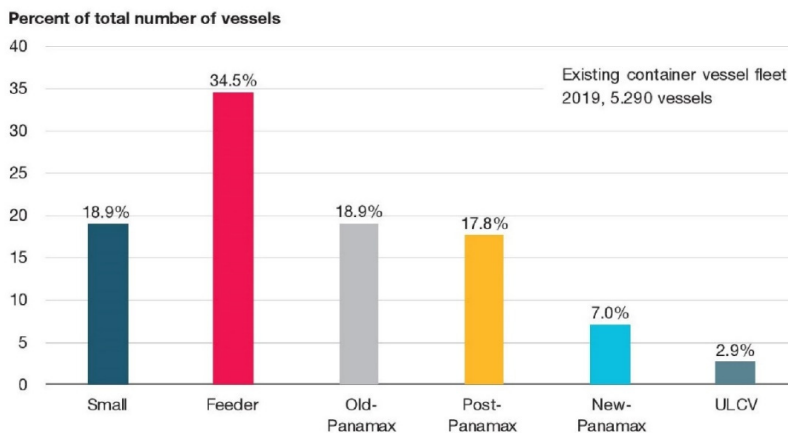 Percent of total number of vessels
40
35
30
25
20
15
10
5
0
Existing container vessel fleet
2019, 5.290 vessels
18.9%
34.5%
18.9%
17.8%
7.0%
2.9%
Small
Feeder
Old-
Panamax
Post-
Panamax
New-
Panamax
ULCV